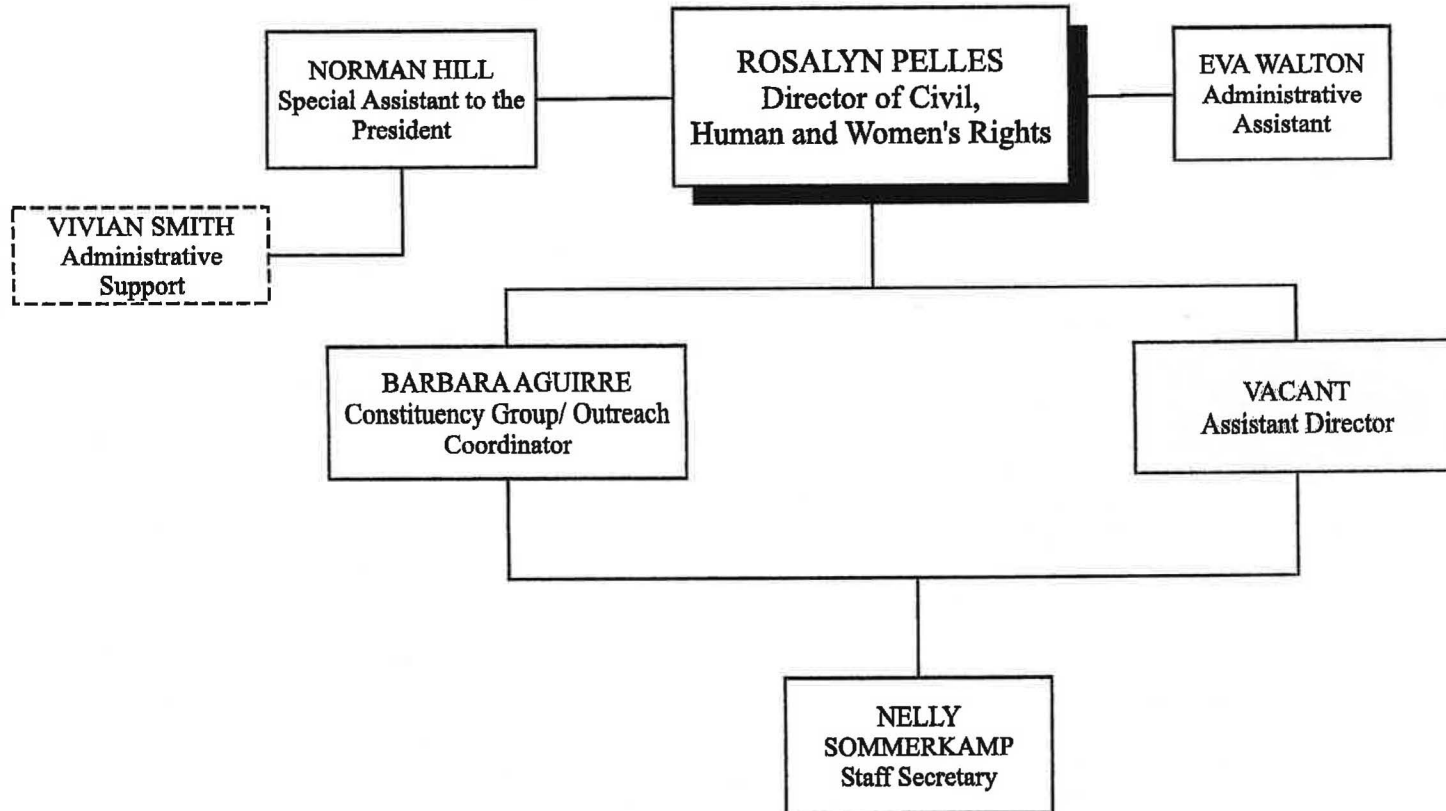 NORMAN HILL
Special Assistant to the
President
ROSALYN PELLES
Director of Civil,
Human and Women's Rights
EVA WALTON
Administrative
Assistant
VIVIAN SMITH
Administrative
Support
BARBARA AGUIRRE
Constituency Group/ Outreach
Coordinator
VACANT
Assistant Director
NELLY
SOMMERKAMP
Staff Secretary